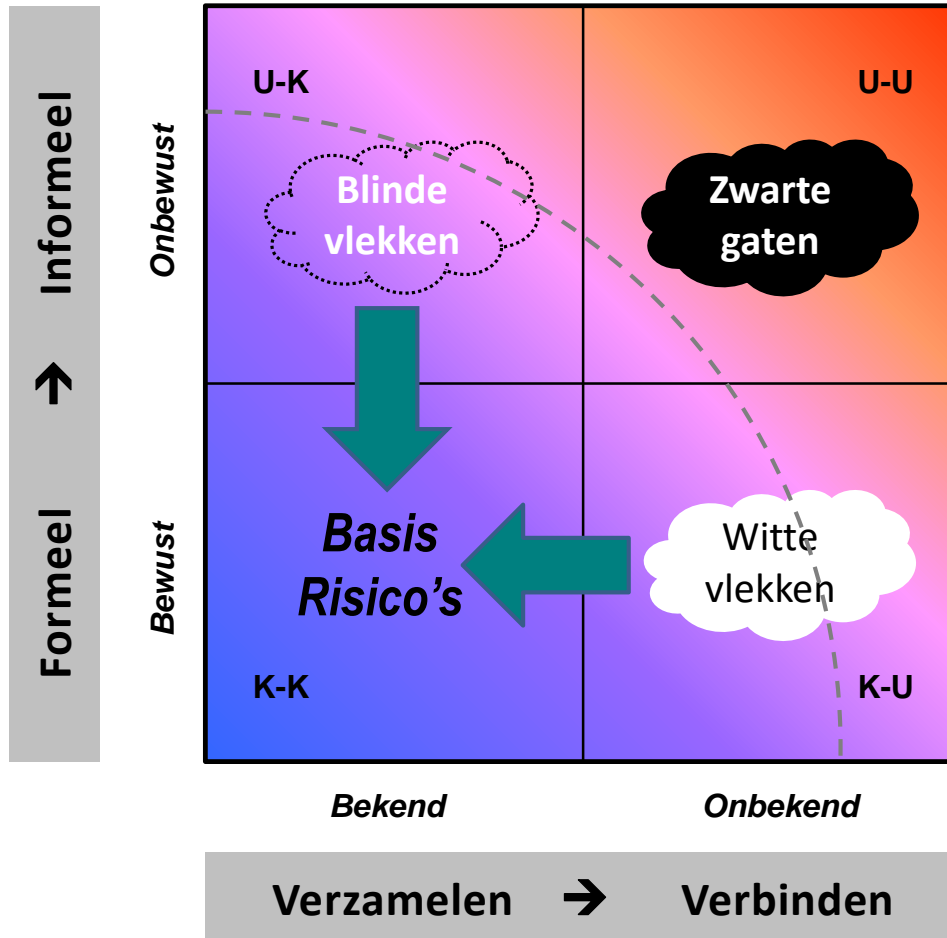 U-K
U-U
Blinde
vlekken
Zwarte
gaten
Basis
Risico’s
Witte
vlekken
K-K
K-U
Formeel → Informeel
Onbewust
Bewust
Bekend
Onbekend
Verzamelen → Verbinden